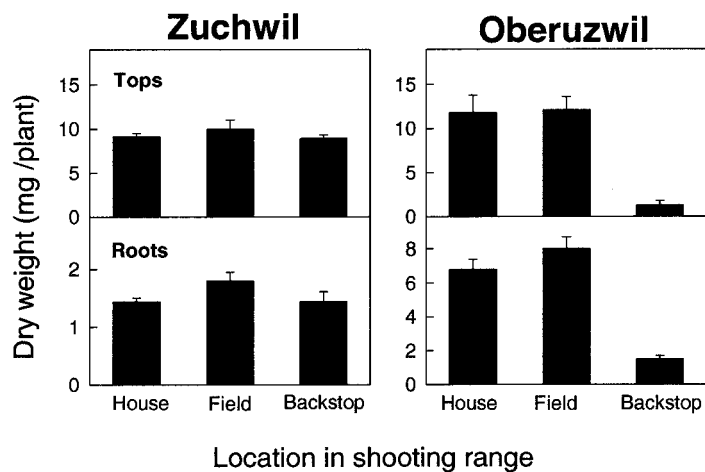 Zuchwil
Oberuzwil
Dry weight (mg /plant)
Tops
15
10
5
0
15
10
5
0
Roots
2
1
0
8
6
4
2
0
House Field Backstop
House Field Backstop
Location in shooting range